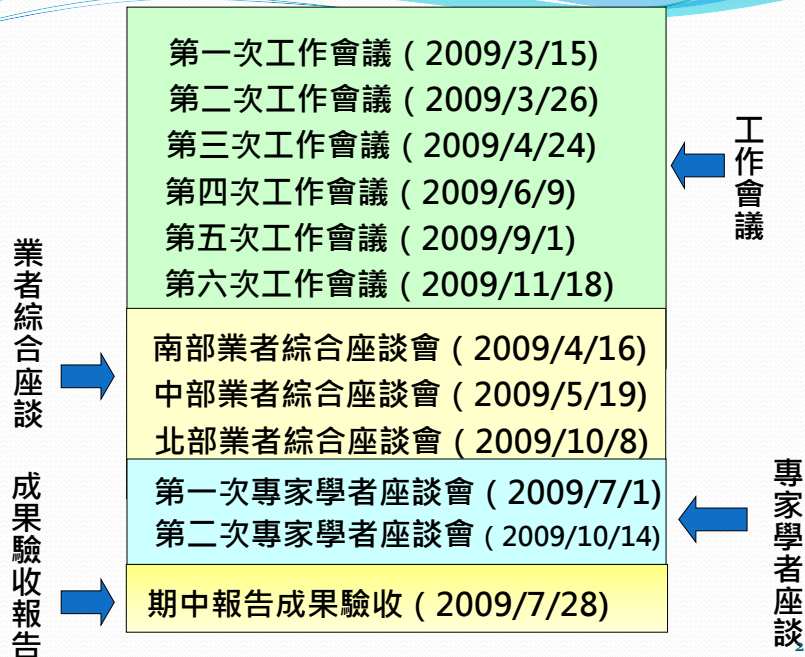 第一次工作會議（2009/3/15)
第二次工作會議（2009/3/26)
第三次工作會議（2009/4/24)
第四次工作會議（2009/6/9)
第五次工作會議（2009/9/1)
第六次工作會議（2009/11/18)
工作會議
業者綜合座談
南部業者綜合座談會（2009/4/16)
中部業者綜合座談會（2009/5/19)
北部業者綜合座談會（2009/10/8)
第一次專家學者座談會（2009/7/1)
第二次專家學者座談會（2009/10/14)
專家學者座談
成果驗收報告
期中報告成果驗收（2009/7/28)